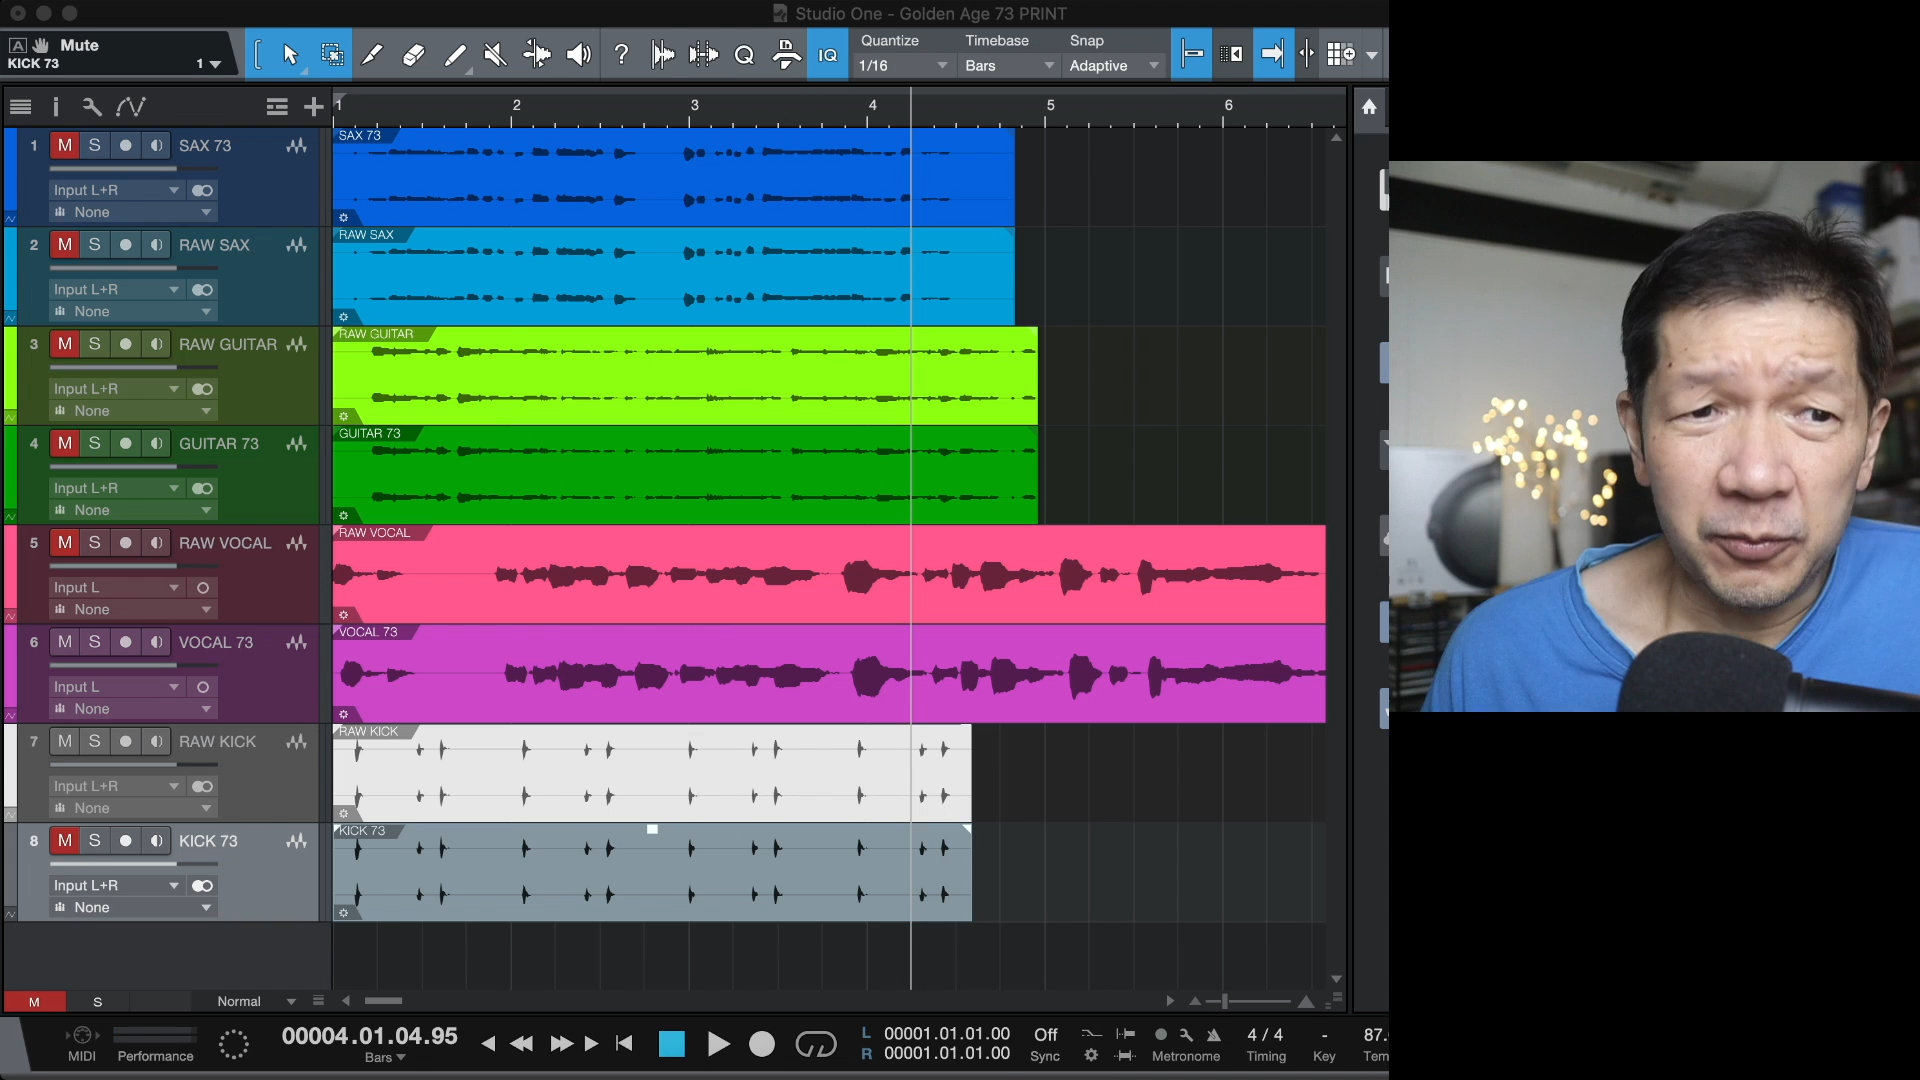 Studio One - Golden Age 73 PRINT
A Mute
KICK 73 1
? Q IQ
Quantize Timebase Snap
1/16 Bars Adaptive
i 1 2 3 4 5 6
1 M S SAX 73
Input L+R
None
SAX 73
2 M S RAW SAX
Input L+R
None
RAW SAX
3 M S RAW GUITAR
Input L+R
None
RAW GUITAR
4 M S GUITAR 73
Input L+R
None
GUITAR 73
5 M S RAW VOCAL
Input L
None
RAW VOCAL
6 M S VOCAL 73
Input L
None
VOCAL 73
7 M S RAW KICK
Input L+R
None
RAW KICK
8 M S KICK 73
Input L+R
None
KICK 73
M S Normal
MIDI Performance
00004.01.04.95
Bars
L 00001.01.01.00
R 00001.01.01.00
Off
Sync
Metronome
4 / 4
Timing
-
Key
87.
Tem